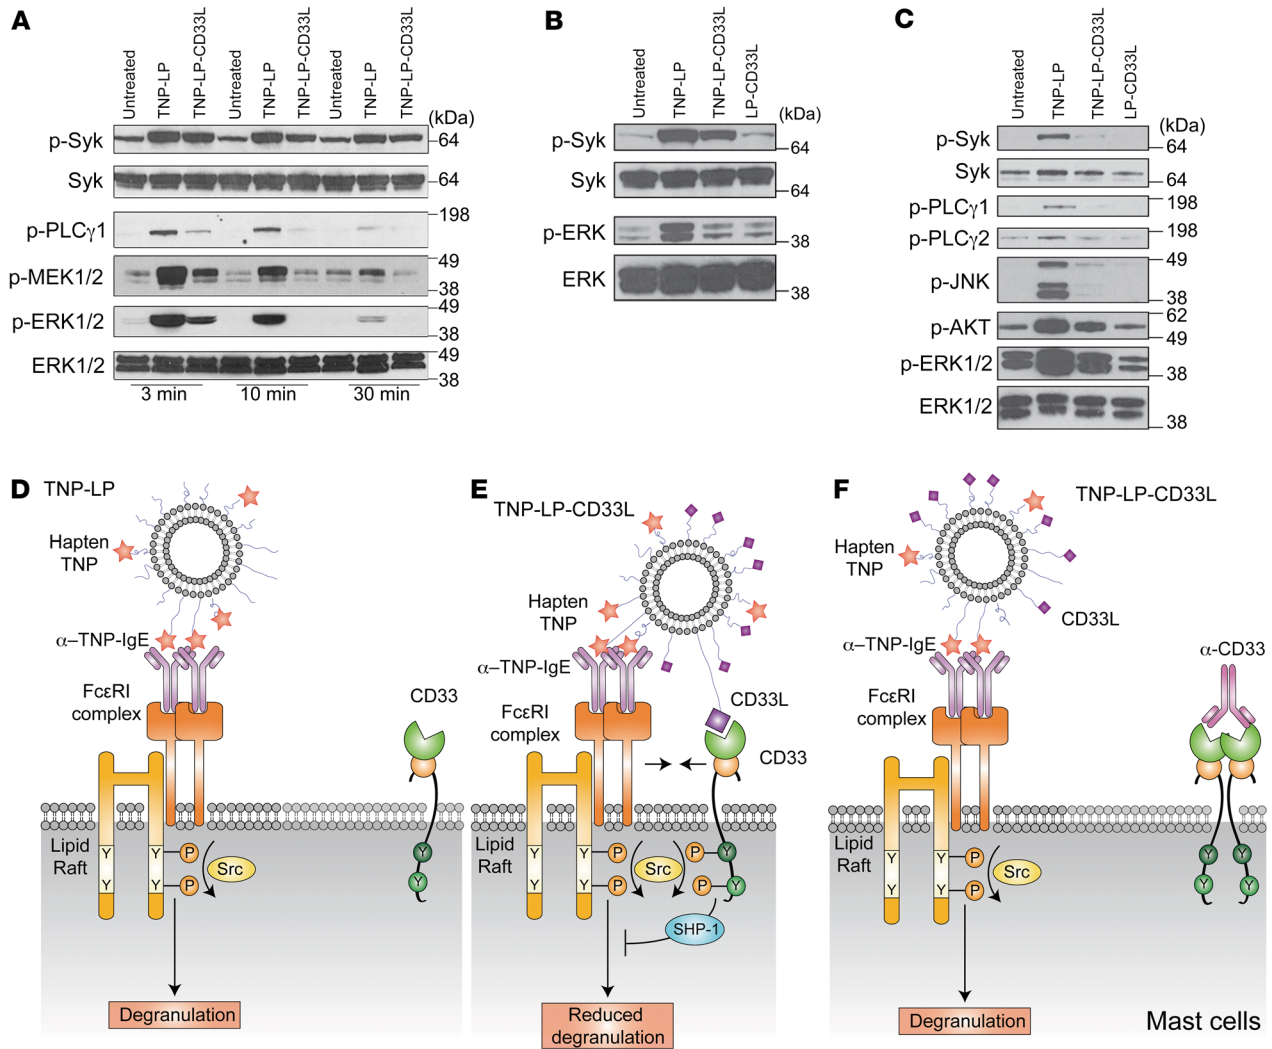 A
Untreated
TNP-LP
TNP-LP-CD33L
Untreated
TNP-LP
TNP-LP-CD33L
Untreated
TNP-LP
TNP-LP-CD33L
(kDa)
p-Syk
64
Syk
64
p-PLCγ1
198
p-MEK1/2
49
38
p-ERK1/2
49
38
ERK1/2
49
38
3 min
10 min
30 min
B
Untreated
TNP-LP
TNP-LP-CD33L
LP-CD33L
(kDa)
p-Syk
64
Syk
64
p-ERK
38
ERK
38
C
Untreated
TNP-LP
TNP-LP-CD33L
LP-CD33L
(kDa)
p-Syk
64
Syk
64
p-PLCγ1
198
p-PLCγ2
198
p-JNK
49
38
p-AKT
62
49
p-ERK1/2
38
ERK1/2
38
D
TNP-LP
Hapten
TNP
α–TNP-IgE
FcεRI
complex
CD33
Lipid
Raft
Y
Y
P
Y
Y
Y
P
Y
Src
Degranulation
E
TNP-LP-CD33L
Hapten
TNP
α–TNP-IgE
FcεRI
complex
CD33L
CD33
Lipid
Raft
Y
Y
P
Src
P
Y
Y
Y
P
P
Y
SHP-1
Reduced
degranulation
F
TNP-LP-CD33L
Hapten
TNP
CD33L
α–TNP-IgE
α-CD33
FcεRI
complex
Lipid
Raft
Y
Y
P
Y
Y
Src
Y
Y
P
Y
Y
Degranulation
Mast cells